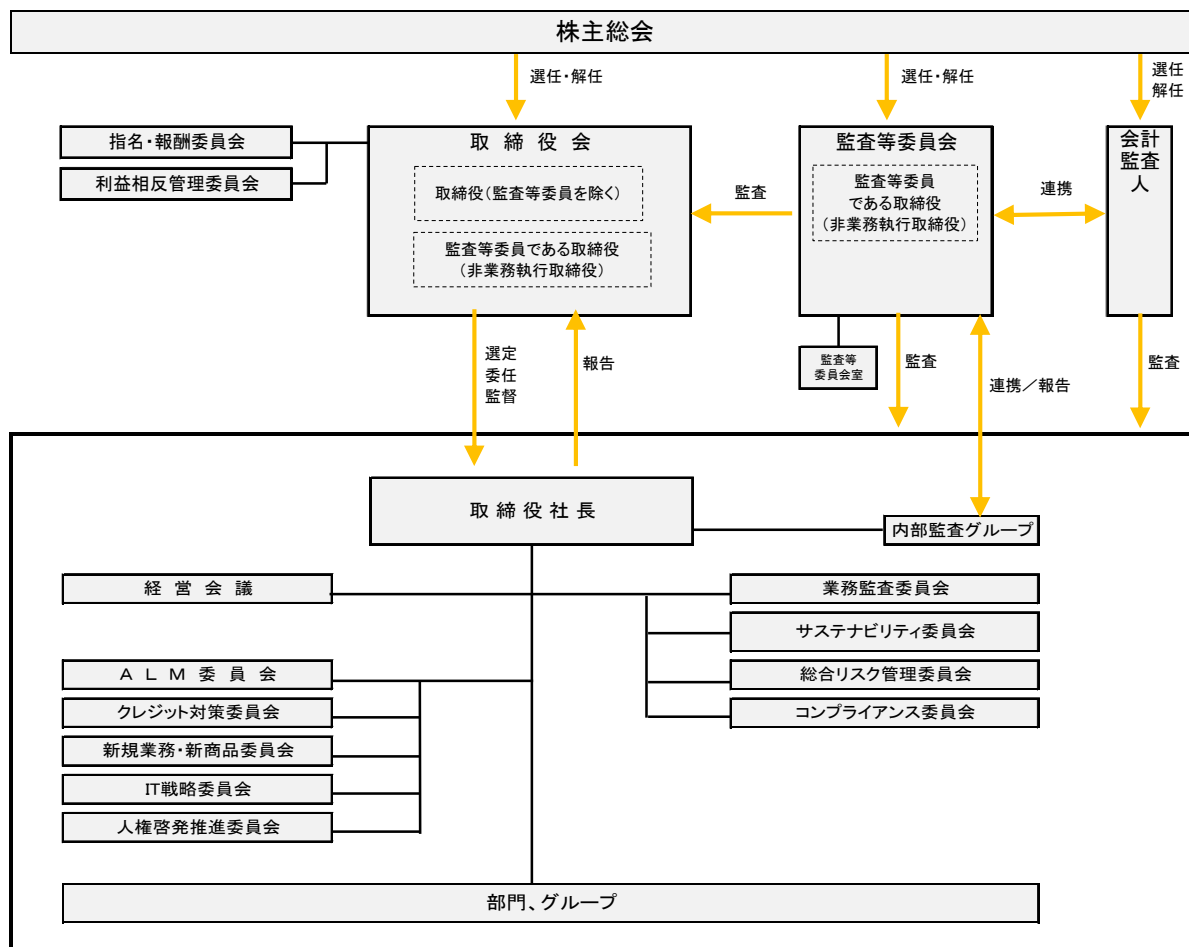 株主総会
選任・解任
選任・解任
選任
解任
指名・報酬委員会
利益相反管理委員会
取締役会
取締役(監査等委員を除く)
監査等委員である取締役
(非業務執行取締役)
監査
監査等委員会
監査等委員
である取締役
(非業務執行取締役)
連携
会計
監査
人
選定
委任
監督
報告
監査等
委員会室
監査
連携／報告
監査
取締役社長
内部監査グループ
経営会議
業務監査委員会
サステナビリティ委員会
ALM委員会
総合リスク管理委員会
クレジット対策委員会
コンプライアンス委員会
新規業務・新商品委員会
IT戦略委員会
人権啓発推進委員会
部門、グループ